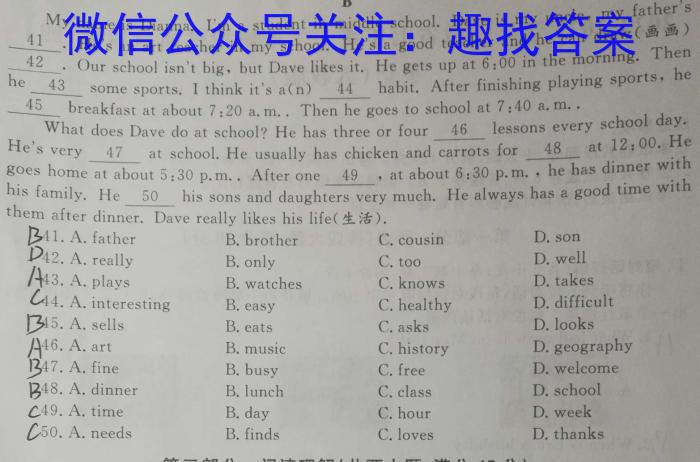 B
微信公众号关注：趣找答案
my father's
41
school.
(画画)
42 . Our school isn't big, but Dave likes it. He gets up at 6:00 in the morning. Then
he 43 some sports. I think it's a(n) 44 habit. After finishing playing sports, he
45 breakfast at about 7:20 a.m.. Then he goes to school at 7:40 a.m..
What does Dave do at school? He has three or four 46 lessons every school day.
He's very 47 at school. He usually has chicken and carrots for 48 at 12:00. He
goes home at about 5:30 p.m.. After one 49 , at about 6:30 p.m., he has dinner with
his family. He 50 his sons and daughters very much. He always has a good time with
them after dinner. Dave really likes his life(生活).
B41. A. father B. brother C. cousin D. son
D42. A. really B. only C. too D. well
A43. A. plays B. watches C. knows D. takes
C44. A. interesting B. easy C. healthy D. difficult
B45. A. sells B. eats C. asks D. looks
A46. A. art B. music C. history D. geography
B47. A. fine B. busy C. free D. welcome
B48. A. dinner B. lunch C. class D. school
C49. A. time B. day C. hour D. week
C50. A. needs B. finds C. loves D. thanks